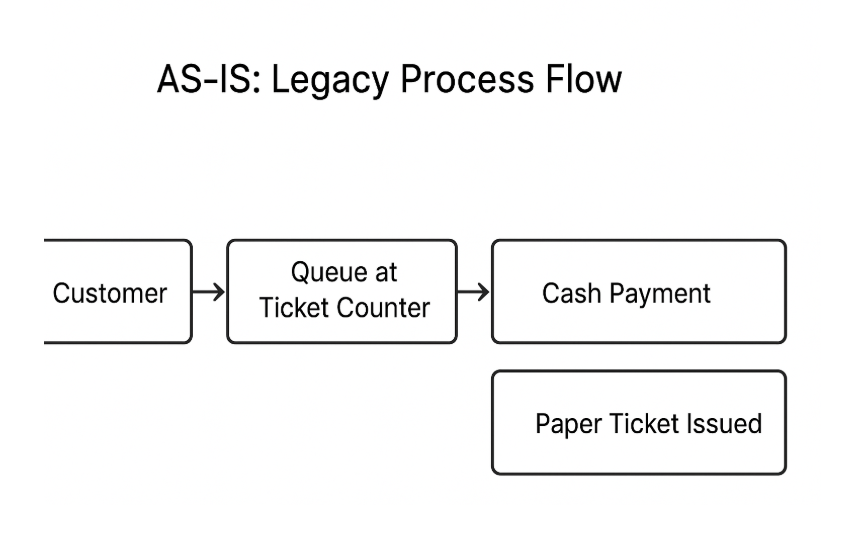 AS-IS: Legacy Process Flow
Customer
Queue at
Ticket Counter
Cash Payment
Paper Ticket Issued